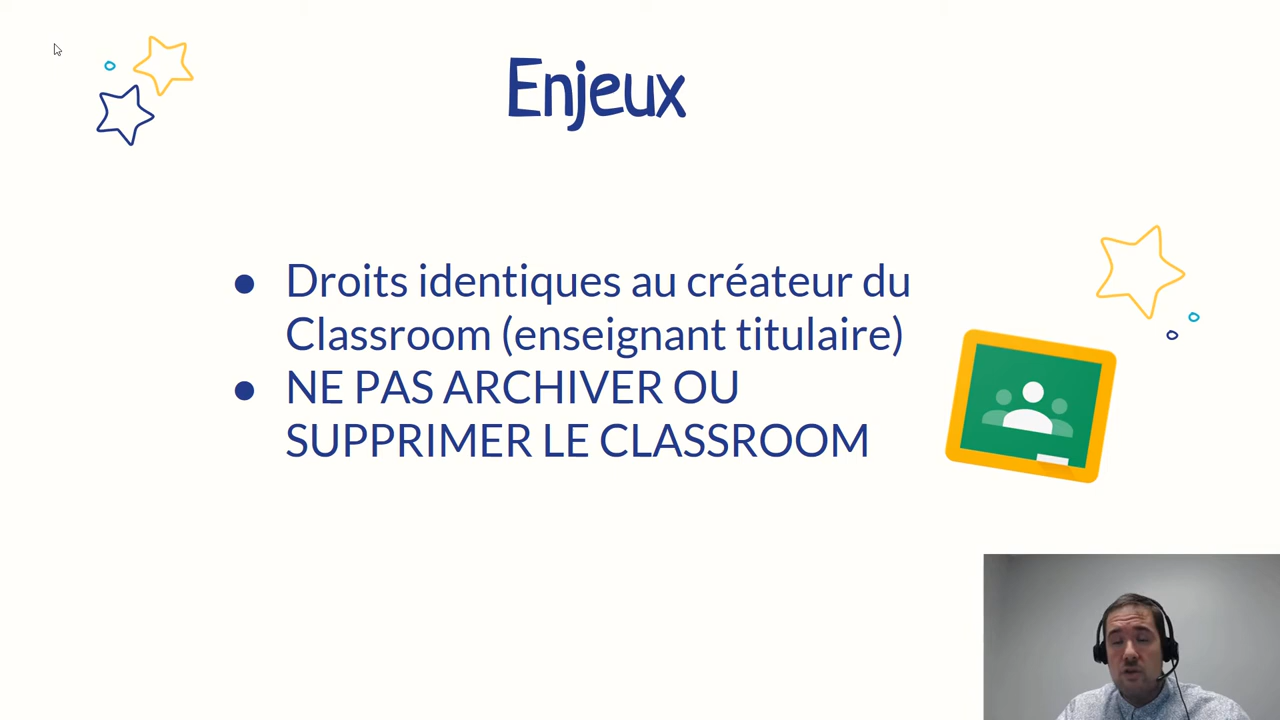 Enjeux
● Droits identiques au créateur du
Classroom (enseignant titulaire)
● NE PAS ARCHIVER OU
SUPPRIMER LE CLASSROOM